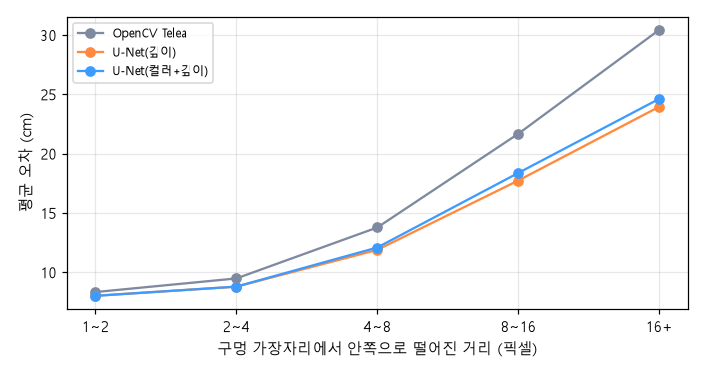 OpenCV Telea
U-Net(깊이)
U-Net(컬러+깊이)
평균 오차 (cm)
30
25
20
15
10
1~2
2~4
4~8
8~16
16+
구멍 가장자리에서 안쪽으로 떨어진 거리 (픽셀)